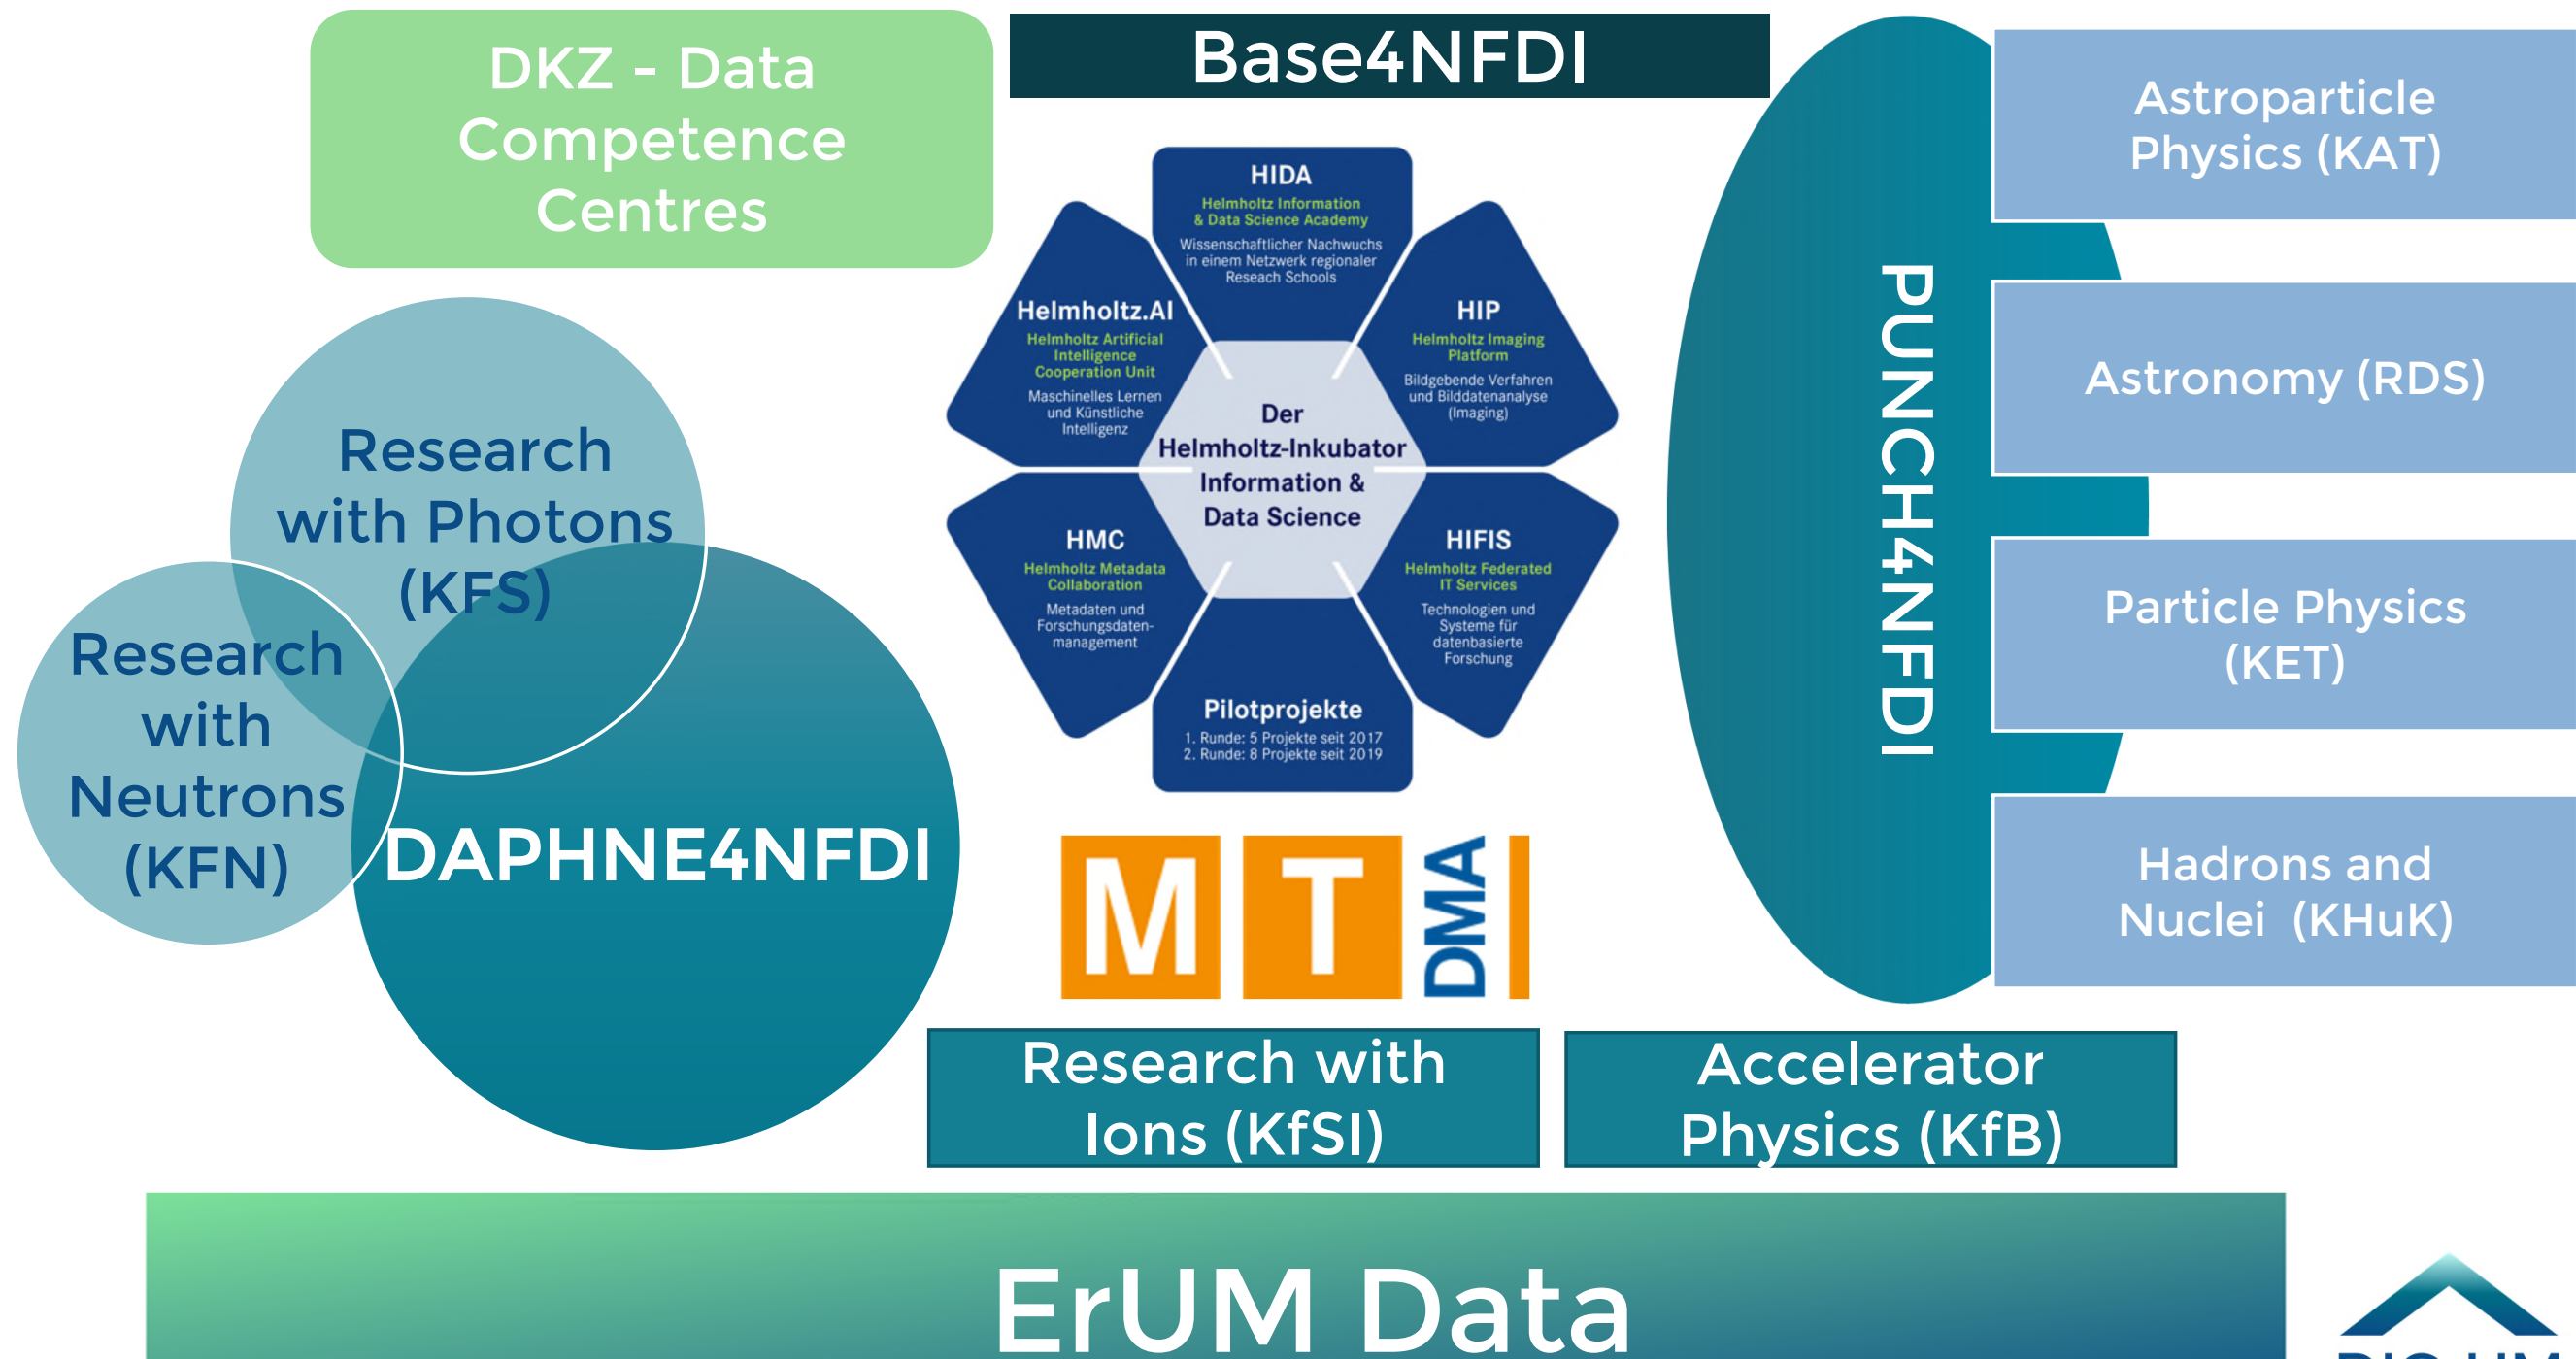 DKZ - Data
Competence
Centres
Base4NFDI
HIDA
Helmholtz Information
& Data Science Academy
Wissenschaftlicher Nachwuchs
in einem Netzwerk regionaler
Reseach Schools
Helmholtz.AI
Helmholtz Artificial
Intelligence
Cooperation Unit
Maschinelles Lernen
und Künstliche
Intelligenz
HIP
Helmholtz Imaging
Platform
Bildgebende Verfahren
und Bilddatenanalyse
(Imaging)
Der
Helmholtz-Inkubator
Information &
Data Science
HMC
Helmholtz Metadata
Collaboration
Metadaten und
Forschungsdaten-
management
HIFIS
Helmholtz Federated
IT Services
Technologien und
Systeme für
datenbasierte
Forschung
Pilotprojekte
1. Runde: 5 Projekte seit 2017
2. Runde: 8 Projekte seit 2019
Research
with Photons
(KFS)
Research
with
Neutrons
(KFN)
DAPHNE4NFDI
M T DMA
PUNCH4NFDI
Astroparticle
Physics (KAT)
Astronomy (RDS)
Particle Physics
(KET)
Hadrons and
Nuclei (KHuK)
Research with
Ions (KfSI)
Accelerator
Physics (KfB)
ErUM Data